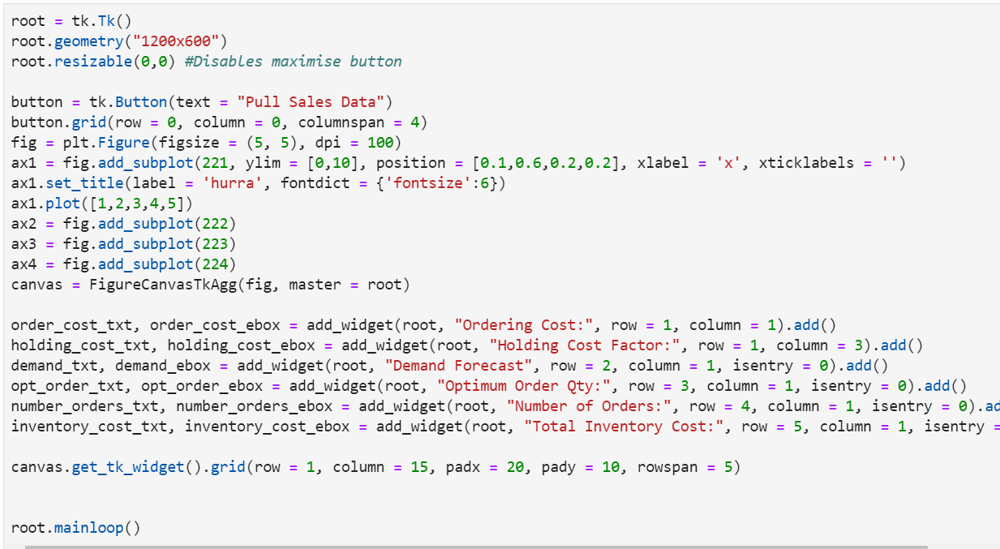 root = tk.Tk()
root.geometry("1200x600")
root.resizable(0,0) #Disables maximise button
button = tk.Button(text = "Pull Sales Data")
button.grid(row = 0, column = 0, columnspan = 4)
fig = plt.Figure(figsize = (5, 5), dpi = 100)
ax1 = fig.add_subplot(221, ylim = [0,10], position = [0.1,0.6,0.2,0.2], xlabel = 'x', xticklabels = '')
ax1.set_title(label = 'hurra', fontdict = {'fontsize':6})
ax1.plot([1,2,3,4,5])
ax2 = fig.add_subplot(222)
ax3 = fig.add_subplot(223)
ax4 = fig.add_subplot(224)
canvas = FigureCanvasTkAgg(fig, master = root)
order_cost_txt, order_cost_ebox = add_widget(root, "Ordering Cost:", row = 1, column = 1).add()
holding_cost_txt, holding_cost_ebox = add_widget(root, "Holding Cost Factor:", row = 1, column = 3).add()
demand_txt, demand_ebox = add_widget(root, "Demand Forecast", row = 2, column = 1, isentry = 0).add()
opt_order_txt, opt_order_ebox = add_widget(root, "Optimum Order Qty:", row = 3, column = 1, isentry = 0).add()
number_orders_txt, number_orders_ebox = add_widget(root, "Number of Orders:", row = 4, column = 1, isentry = 0).ad
inventory_cost_txt, inventory_cost_ebox = add_widget(root, "Total Inventory Cost:", row = 5, column = 1, isentry =
canvas.get_tk_widget().grid(row = 1, column = 15, padx = 20, pady = 10, rowspan = 5)
root.mainloop()